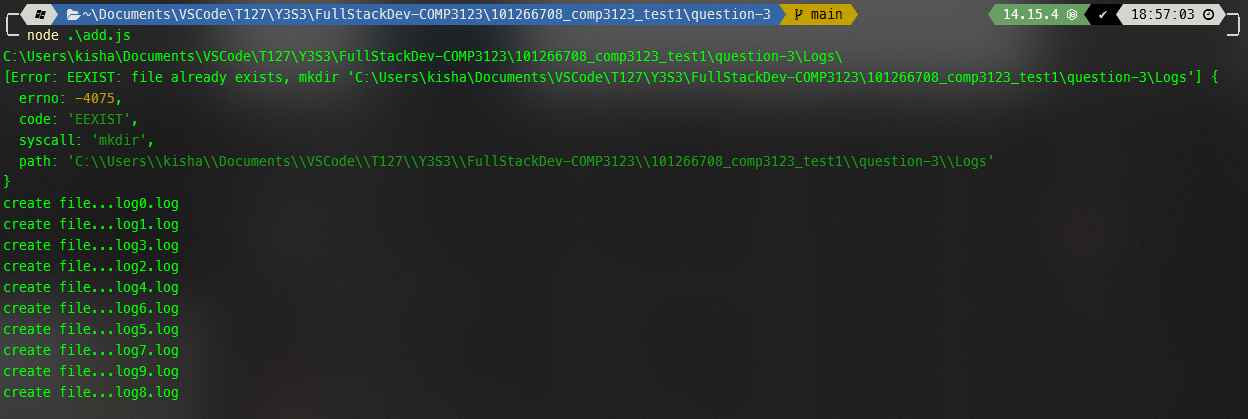 ~\Documents\VSCode\T127\Y3S3\FullStackDev-COMP3123\101266708_comp3123_test1\question-3 main 14.15.4 ✔ 18:57:03
node .\add.js
C:\Users\kisha\Documents\VSCode\T127\Y3S3\FullStackDev-COMP3123\101266708_comp3123_test1\question-3\Logs\
[Error: EEXIST: file already exists, mkdir 'C:\Users\kisha\Documents\VSCode\T127\Y3S3\FullStackDev-COMP3123\101266708_comp3123_test1\question-3\Logs'] {
  errno: -4075,
  code: 'EEXIST',
  syscall: 'mkdir',
  path: 'C:\\Users\\kisha\\Documents\\VSCode\\T127\\Y3S3\\FullStackDev-COMP3123\\101266708_comp3123_test1\\question-3\\Logs'
}
create file...log0.log
create file...log1.log
create file...log3.log
create file...log2.log
create file...log4.log
create file...log6.log
create file...log5.log
create file...log7.log
create file...log9.log
create file...log8.log